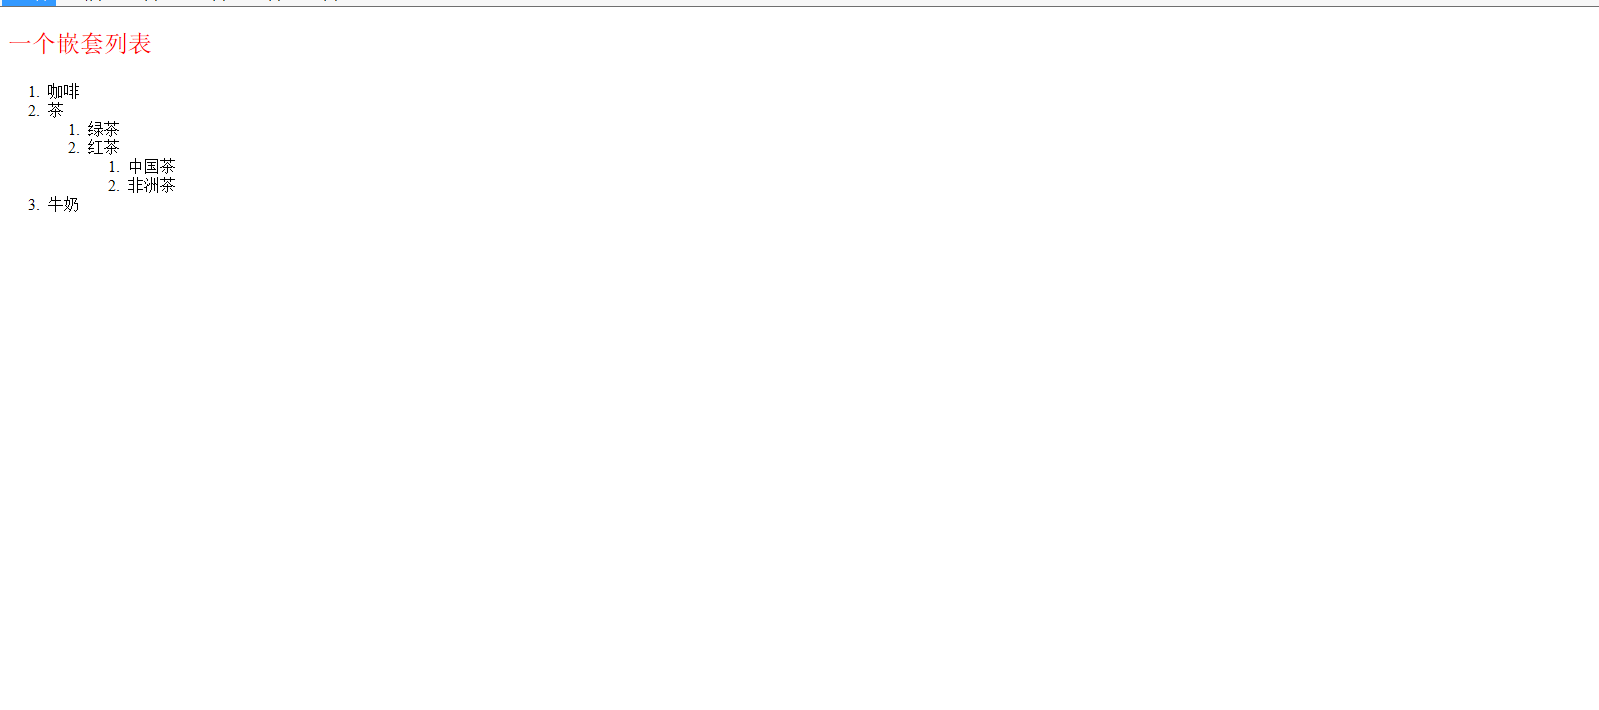 一个嵌套列表
1. 咖啡
2. 茶
1. 绿茶
2. 红茶
1. 中国茶
2. 非洲茶
3. 牛奶